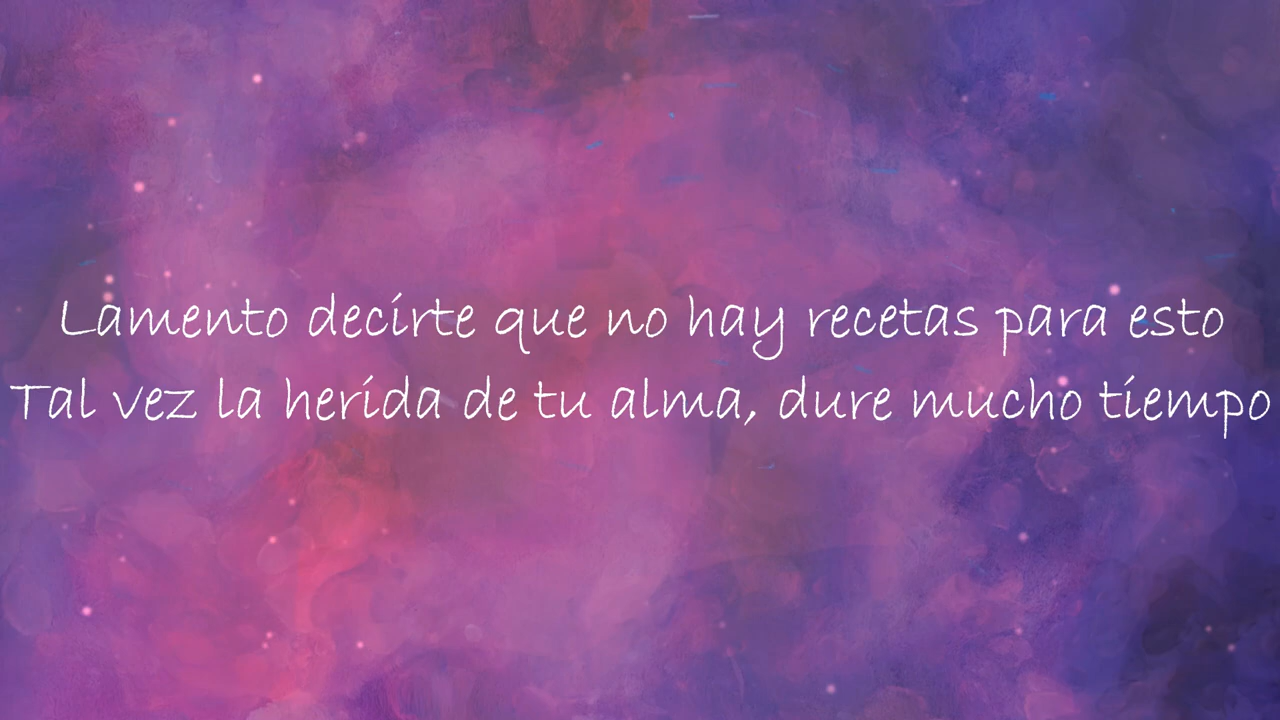 Lamento decirte que no hay recetas para esto
Tal vez la herida de tu alma, dure mucho tiempo